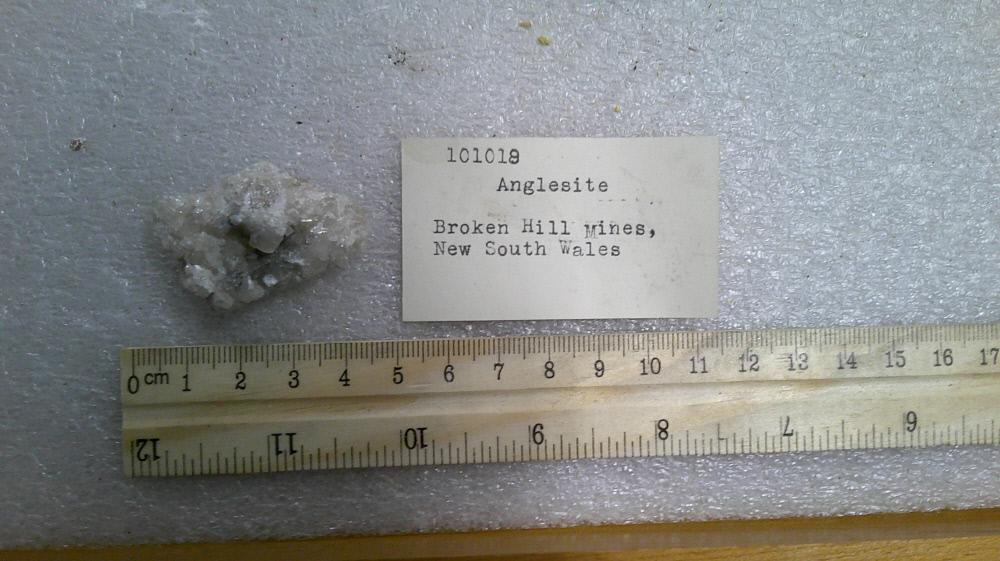 101019
Anglesite
Broken Hill Mines,
New South Wales
0 cm 1 2 3 4 5 6 7 8 9 10 11 12 13 14 15 16 17
12 11 10 9 8 7 6